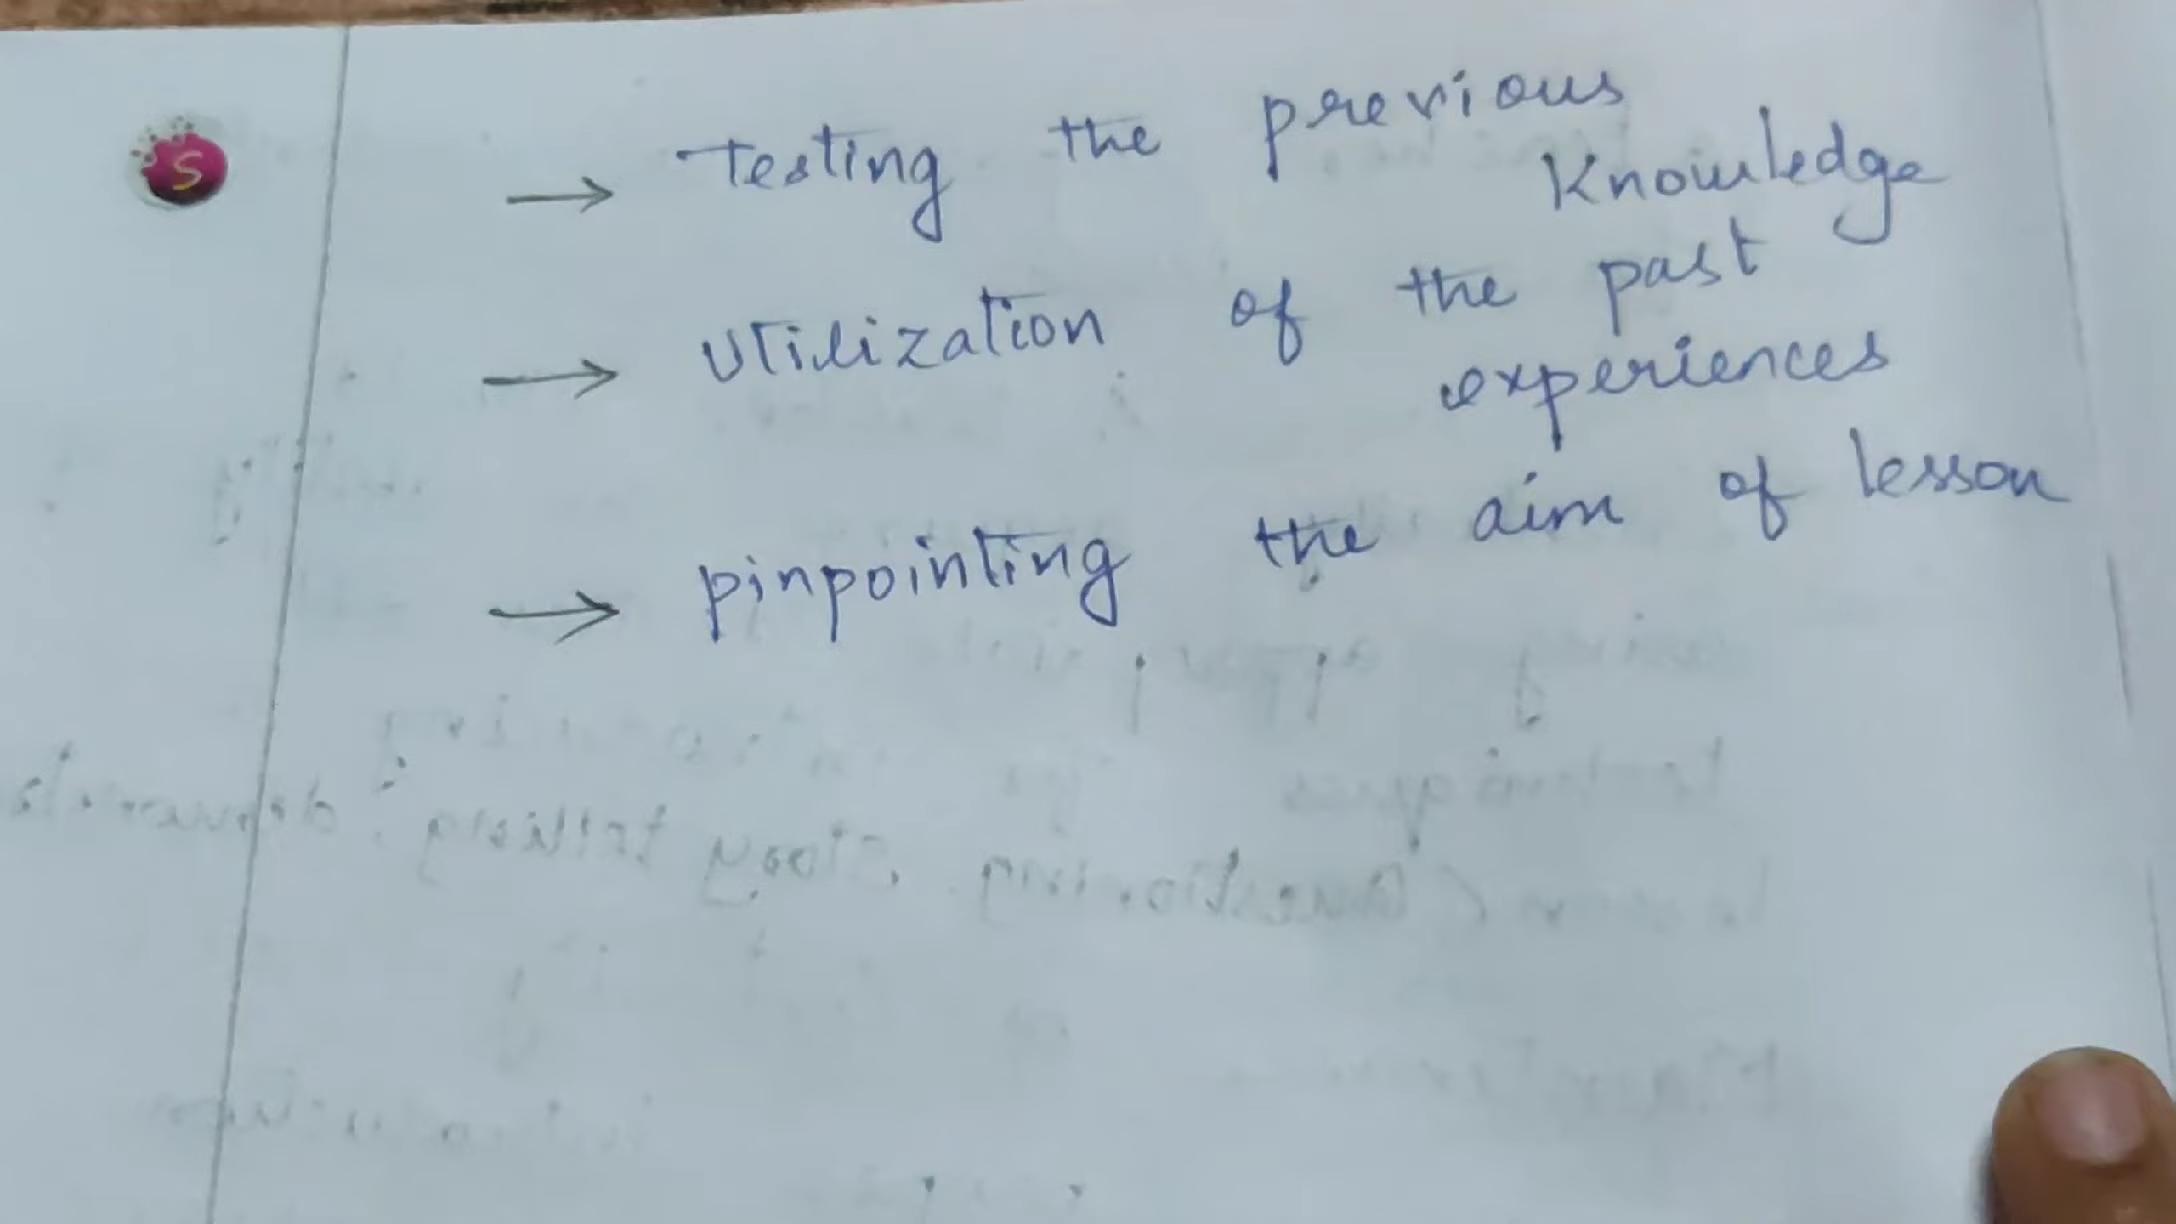 S
→ Testing the previous
Knowledge
→ Utilization of the past
experiences
→ pinpointing the aim of lesson